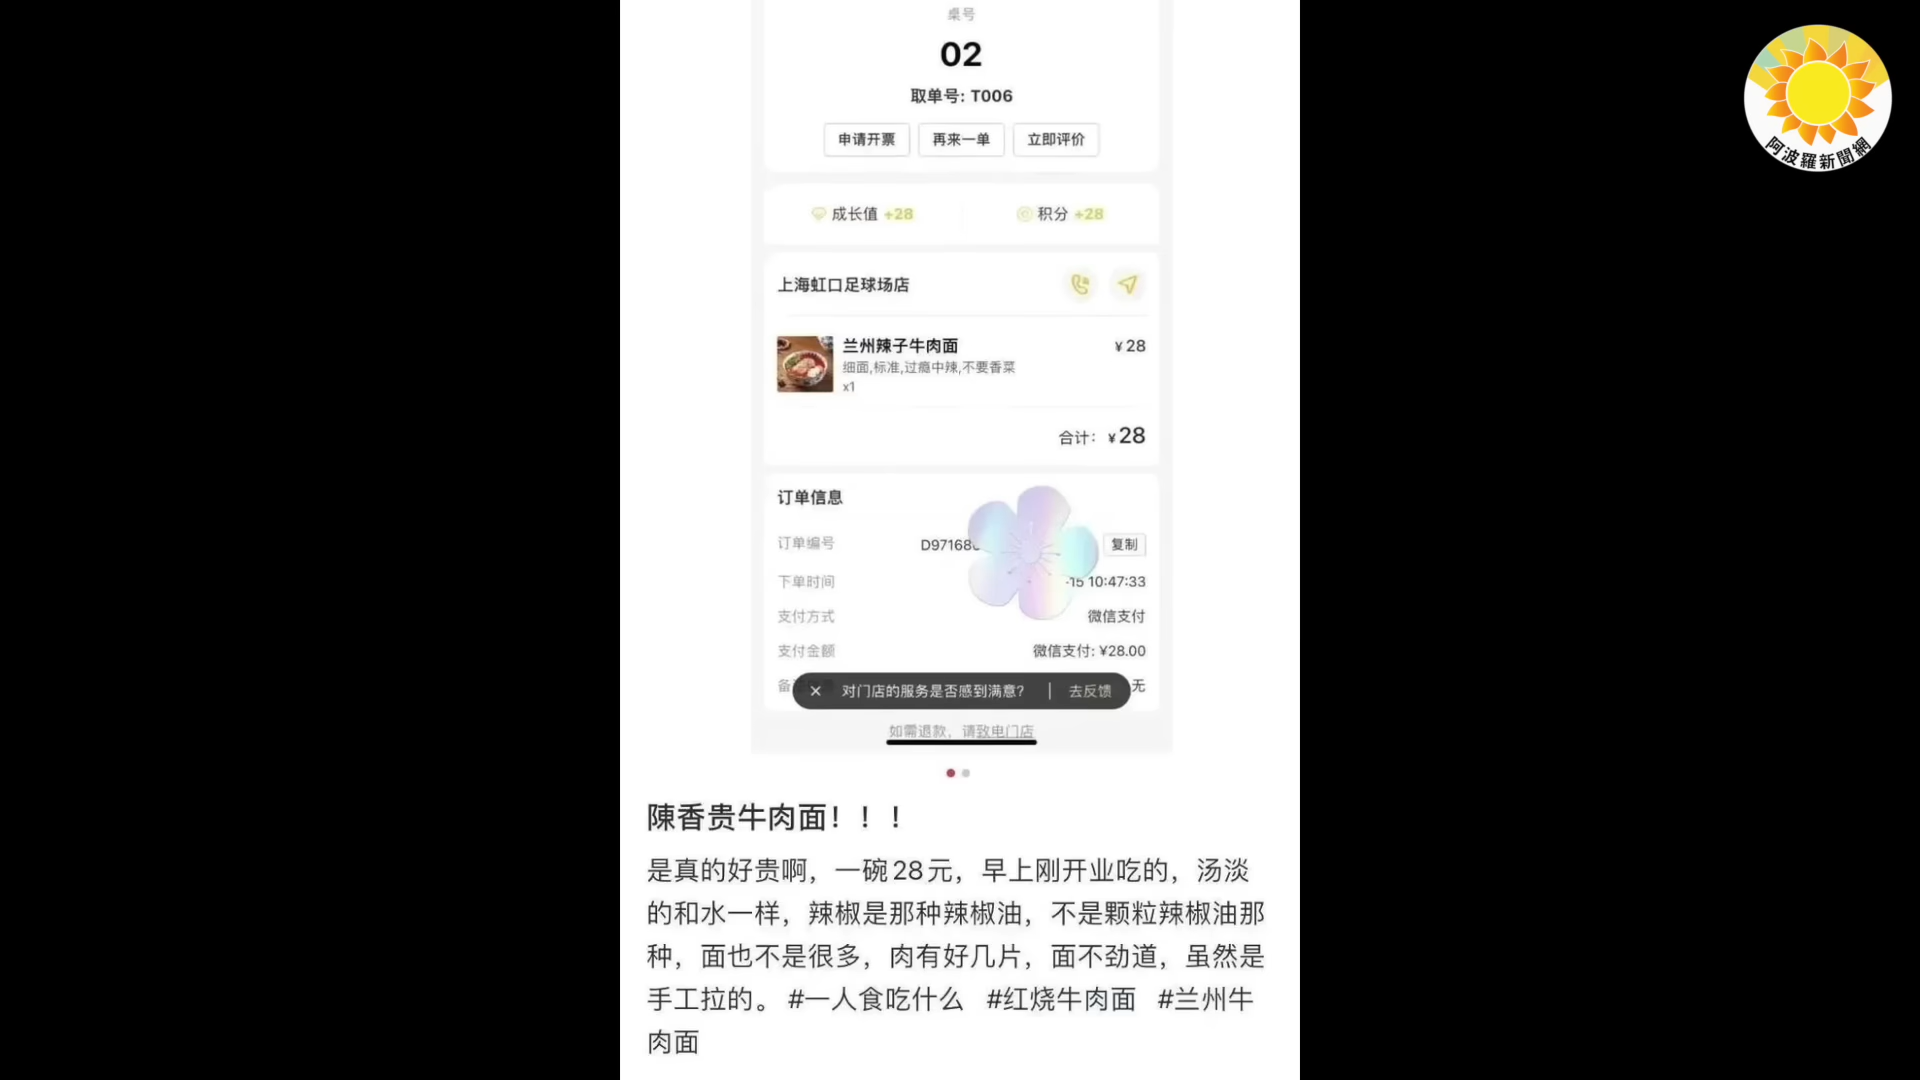 桌号
02
取单号: T006
申请开票 再来一单 立即评价
成长值 +28 积分 +28
上海虹口足球场店
兰州辣子牛肉面 ¥28
细面,标准,过瘾中辣,不要香菜
x1
合计: ¥28
订单信息
订单编号 D97168 复制
下单时间 -15 10:47:33
支付方式 微信支付
支付金额 微信支付: ¥28.00
备 无
× 对门店的服务是否感到满意? | 去反馈
如需退款，请致电门店
陳香贵牛肉面！！！
是真的好贵啊，一碗28元，早上刚开业吃的，汤淡
的和水一样，辣椒是那种辣椒油，不是颗粒辣椒油那
种，面也不是很多，肉有好几片，面不劲道，虽然是
手工拉的。 #一人食吃什么 #红烧牛肉面 #兰州牛
肉面
阿波羅新聞網